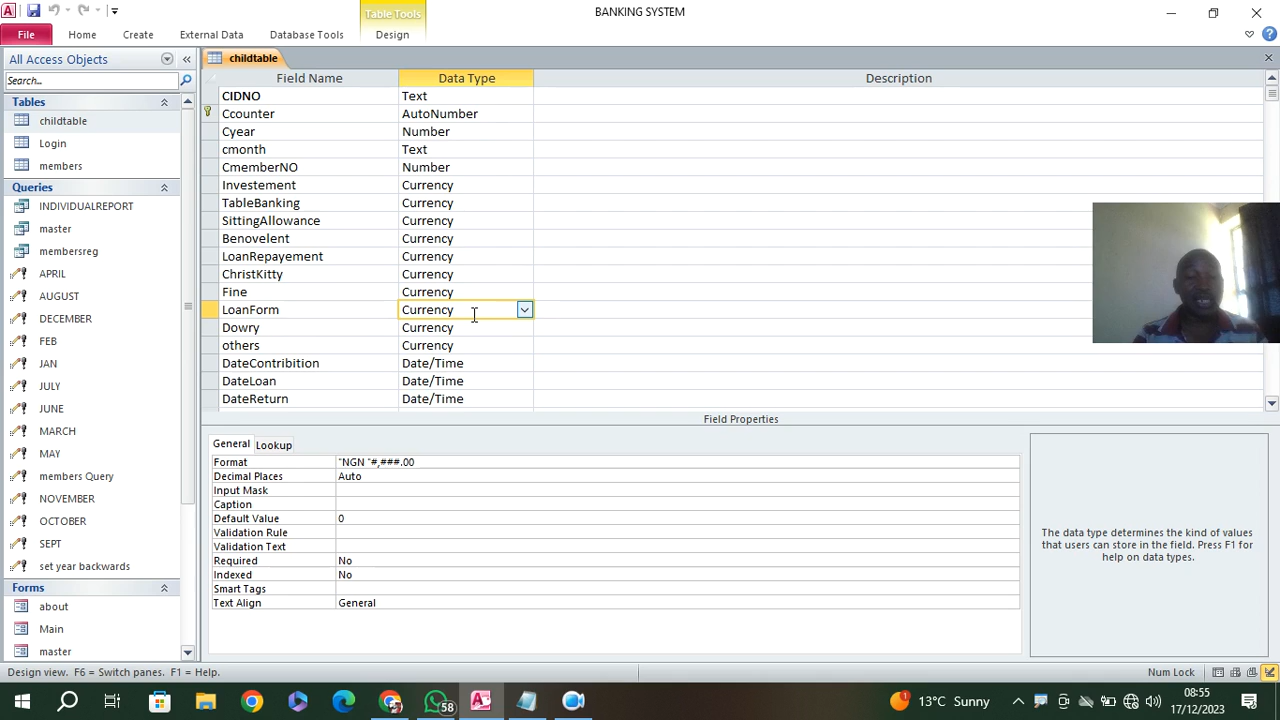 BANKING SYSTEM
Table Tools
File
Home
Create
External Data
Database Tools
Design
All Access Objects
childtable
Search...
Field Name
Data Type
Description
Tables
childtable
Login
members
Queries
INDIVIDUALREPORT
master
membersreg
APRIL
AUGUST
DECEMBER
FEB
JAN
JULY
JUNE
MARCH
MAY
members Query
NOVEMBER
OCTOBER
SEPT
set year backwards
Forms
about
Main
master
CIDNO Text
Ccounter AutoNumber
Cyear Number
cmonth Text
CmemberNO Number
Investement Currency
TableBanking Currency
SittingAllowance Currency
Benovelent Currency
LoanRepayement Currency
ChristKitty Currency
Fine Currency
LoanForm Currency
Dowry Currency
others Currency
DateContribition Date/Time
DateLoan Date/Time
DateReturn Date/Time
Field Properties
General Lookup
Format "NGN "#,###.00
Decimal Places Auto
Input Mask
Caption
Default Value 0
Validation Rule
Validation Text
Required No
Indexed No
Smart Tags
Text Align General
The data type determines the kind of values
that users can store in the field. Press F1 for
help on data types.
Design view. F6 = Switch panes. F1 = Help.
Num Lock
58
1
13°C Sunny
08:55
17/12/2023